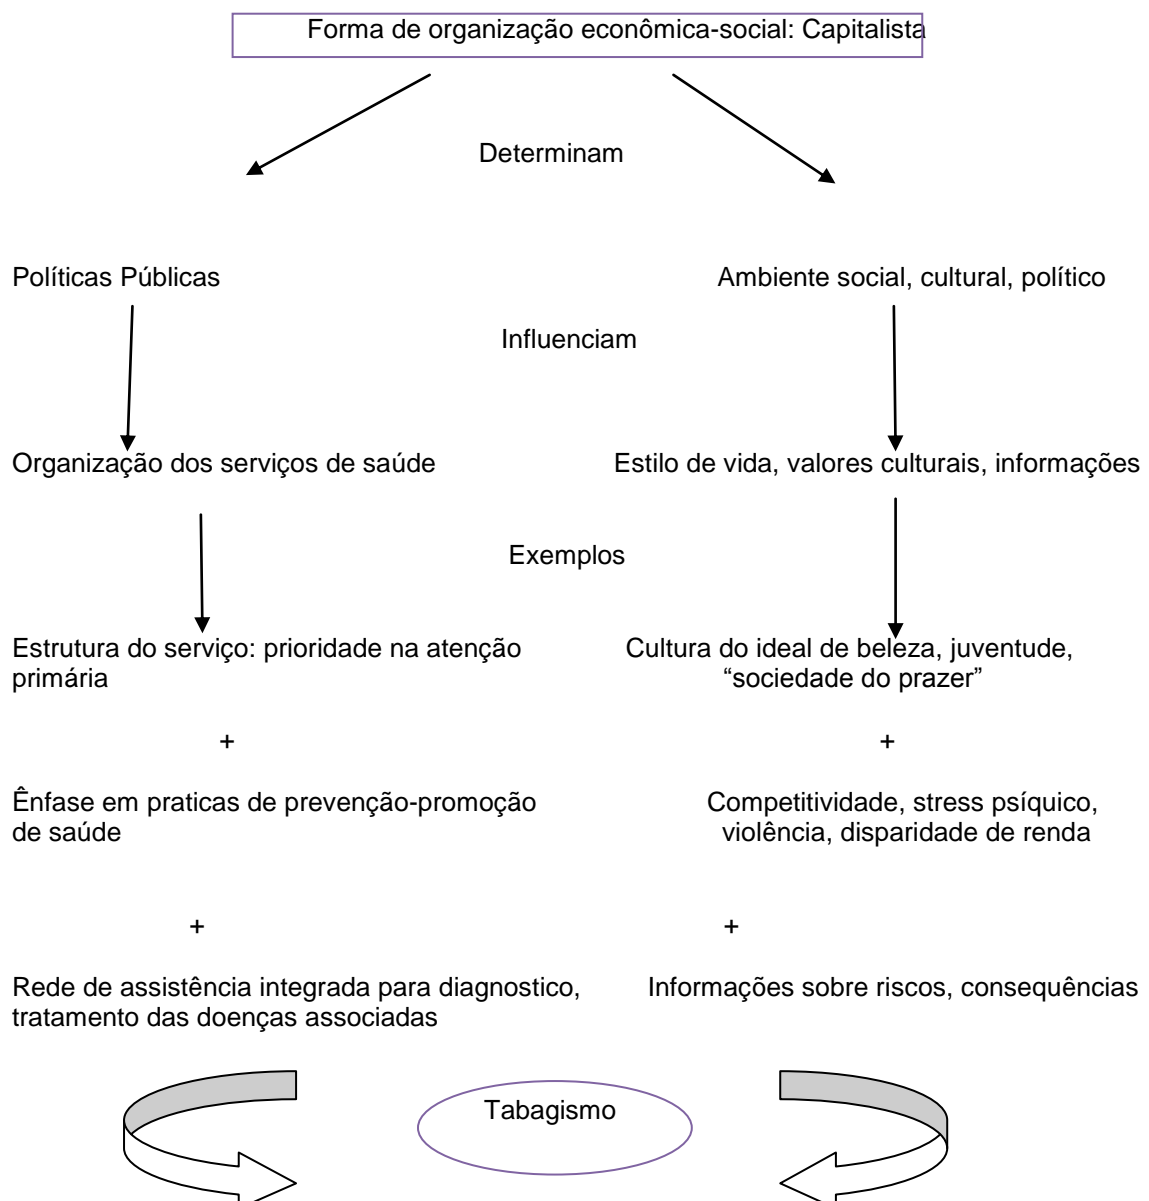 Forma de organização econômica-social: Capitalista
Determinam
Políticas Públicas
Ambiente social, cultural, político
Influenciam
Organização dos serviços de saúde
Estilo de vida, valores culturais, informações
Exemplos
Estrutura do serviço: prioridade na atenção
primária
Cultura do ideal de beleza, juventude,
“sociedade do prazer”
+
+
Ênfase em praticas de prevenção-promoção
de saúde
Competitividade, stress psíquico,
violência, disparidade de renda
+
+
Rede de assistência integrada para diagnostico,
tratamento das doenças associadas
Informações sobre riscos, consequências
Tabagismo